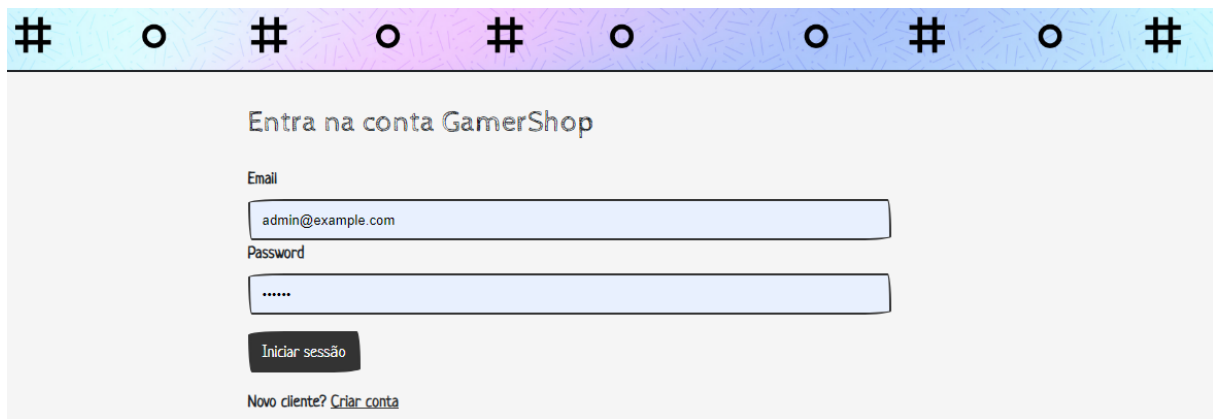 Entra na conta GamerShop
Email
admin@example.com
Password
••••••
Iniciar sessão
Novo cliente? Criar conta